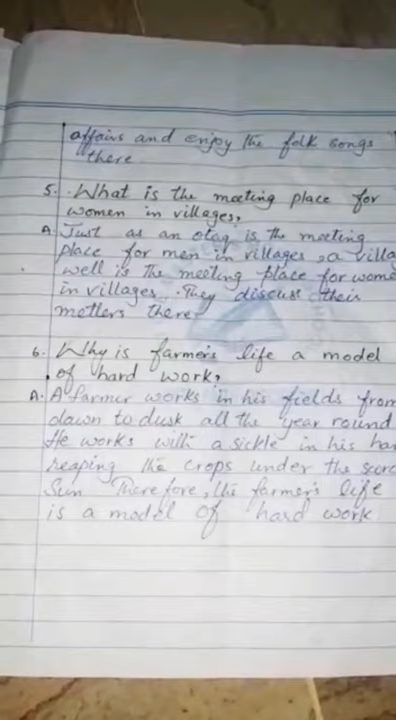 affairs and enjoy the folk songs
there
5. What is the meeting place for
women in villages,
A. Just as an otaq is the meeting
place for men in villages, a villa
well is the meeting place for wome
in villages. They discuss their
metlers there
6. Why is farmer's life a model
of hard work,
A. A farmer works in his fields from
dawn to dusk all the year round
He works with a sickle in his ha
reaping the crops under the scorc
Sun Therefore, the farmer's life
is a model of hard work